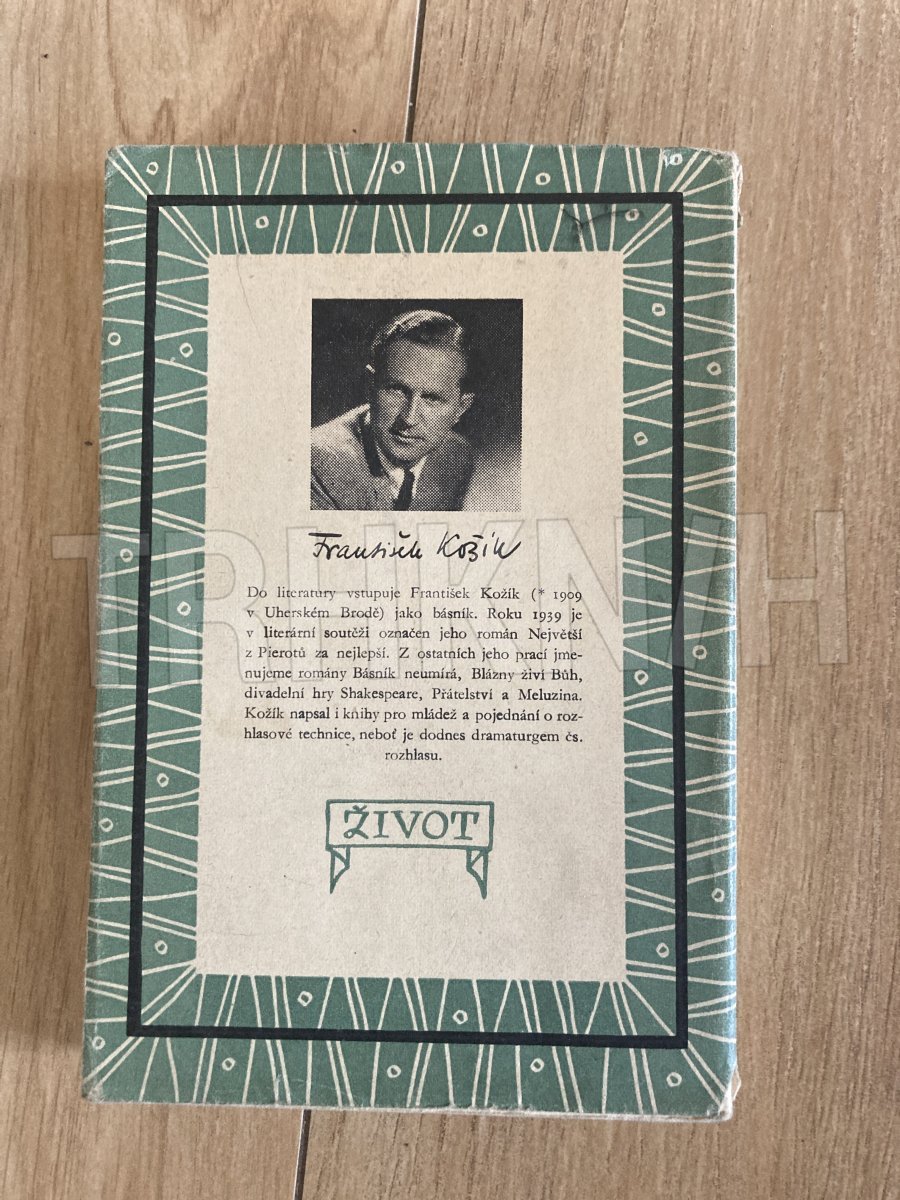 František Kožík
Do literatury vstupuje František Kožík (* 1909
v Uherském Brodě) jako básník. Roku 1939 je
v literární soutěži označen jeho román Největší
z Pierotů za nejlepší. Z ostatních jeho prací jme-
nujeme romány Básník neumírá, Blázny živí Bůh,
divadelní hry Shakespeare, Přátelství a Meluzina.
Kožík napsal i knihy pro mládež a pojednání o roz-
hlasové technice, neboť je dodnes dramaturgem čs.
rozhlasu.
ŽIVOT